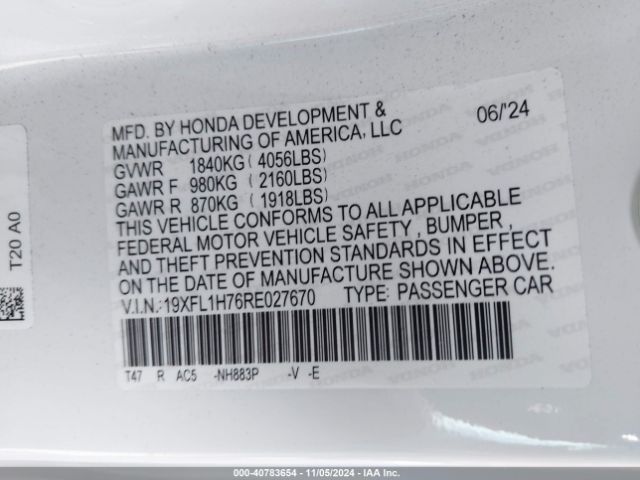 MFD. BY HONDA DEVELOPMENT & 06/'24
MANUFACTURING OF AMERICA, LLC
GVWR 1840KG ( 4056LBS)
GAWR F 980KG ( 2160LBS)
GAWR R 870KG ( 1918LBS)
THIS VEHICLE CONFORMS TO ALL APPLICABLE
FEDERAL MOTOR VEHICLE SAFETY , BUMPER ,
AND THEFT PREVENTION STANDARDS IN EFFECT
ON THE DATE OF MANUFACTURE SHOWN ABOVE.
V.I.N.:19XFL1H76RE027670 TYPE: PASSENGER CAR
T47 R AC5 -NH883P -V -E
T20 A0
HONDA
000-40783654 - 11/05/2024 - IAA Inc.